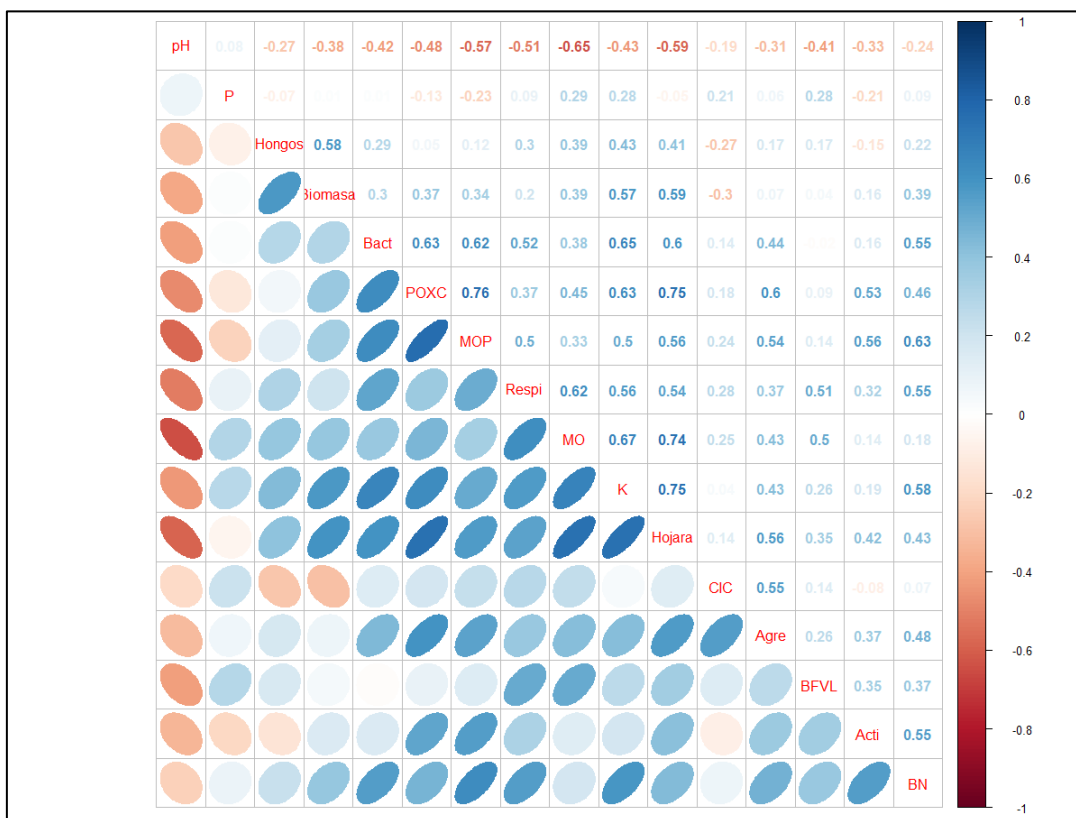 pH 0.08 -0.27 -0.38 -0.42 -0.48 -0.57 -0.51 -0.65 -0.43 -0.59 -0.19 -0.31 -0.41 -0.33 -0.24
P -0.07 -0.13 -0.23 0.09 0.29 0.28 -0.05 0.21 0.06 0.28 -0.21 0.09
Hongos 0.58 0.29 0.05 0.12 0.3 0.39 0.43 0.41 -0.27 0.17 0.17 -0.15 0.22
Biomasa 0.3 0.37 0.34 0.2 0.39 0.57 0.59 -0.3 0.07 0.04 0.16 0.39
Bact 0.63 0.62 0.52 0.38 0.65 0.6 0.14 0.44 0.16 0.55
POXC 0.76 0.37 0.45 0.63 0.75 0.18 0.6 0.09 0.53 0.46
MOP 0.5 0.33 0.5 0.56 0.24 0.54 0.14 0.56 0.63
Respi 0.62 0.56 0.54 0.28 0.37 0.51 0.32 0.55
MO 0.67 0.74 0.25 0.43 0.5 0.14 0.18
K 0.75 0.04 0.43 0.26 0.19 0.58
Hojara 0.14 0.56 0.35 0.42 0.43
CIC 0.55 0.14 -0.08 0.07
Agre 0.26 0.37 0.48
BFVL 0.35 0.37
Acti 0.55
BN
1
0.8
0.6
0.4
0.2
0
-0.2
-0.4
-0.6
-0.8
-1